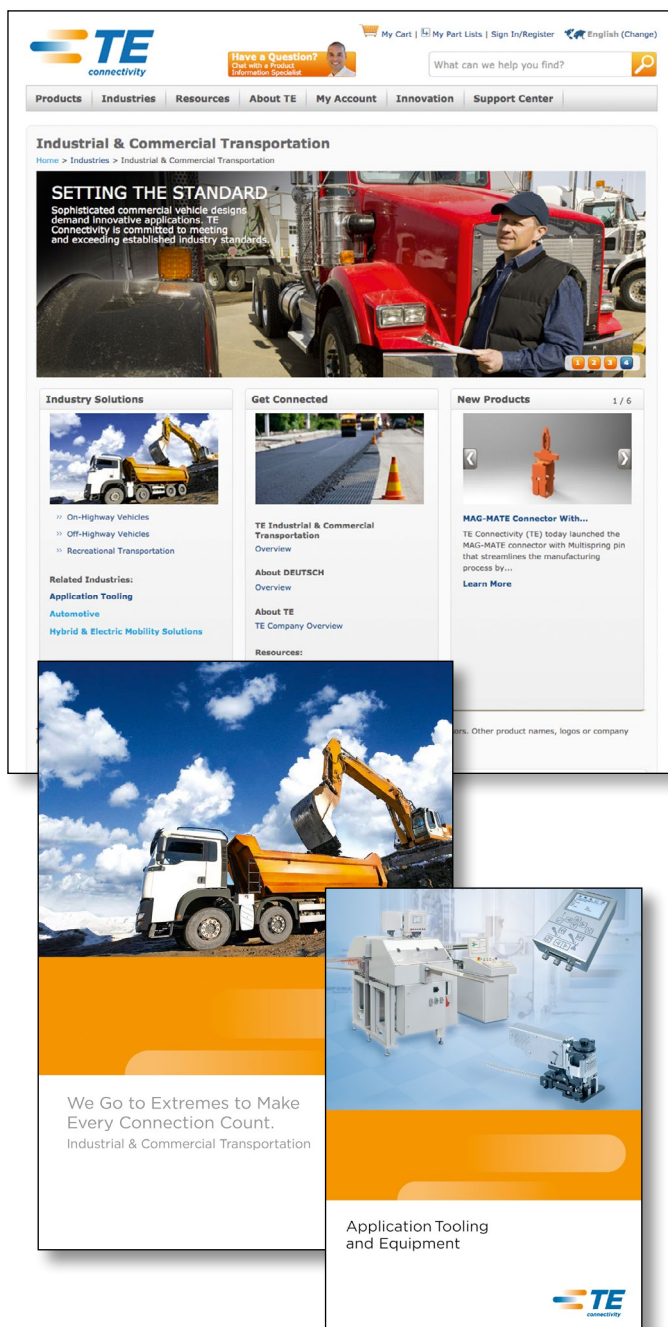 TE
connectivity
My Cart | My Part Lists | Sign In/Register English (Change)
Have a Question?
Chat with a Product
Information Specialist
What can we help you find?
Products Industries Resources About TE My Account Innovation Support Center
Industrial & Commercial Transportation
Home > Industries > Industrial & Commercial Transportation
SETTING THE STANDARD
Sophisticated commercial vehicle designs
demand innovative applications. TE
Connectivity is committed to meeting
and exceeding established industry standards.
1 2 3 4
Industry Solutions
>> On-Highway Vehicles
>> Off-Highway Vehicles
>> Recreational Transportation
Related Industries:
Application Tooling
Automotive
Hybrid & Electric Mobility Solutions
Get Connected
TE Industrial & Commercial
Transportation
Overview
About DEUTSCH
Overview
About TE
TE Company Overview
Resources:
New Products 1 / 6
MAG-MATE Connector With...
TE Connectivity (TE) today launched the
MAG-MATE connector with Multispring pin
that streamlines the manufacturing
process by...
Learn More
ors. Other product names, logos or company
We Go to Extremes to Make
Every Connection Count.
Industrial & Commercial Transportation
Application Tooling
and Equipment
TE
connectivity